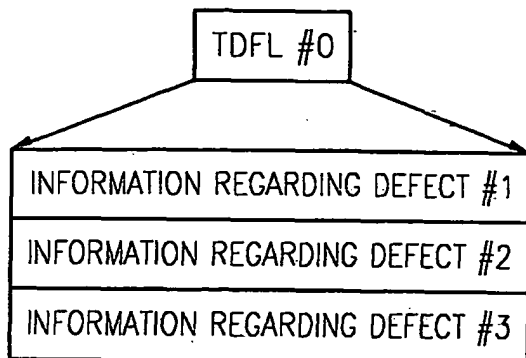 TDFL #0
INFORMATION REGARDING DEFECT #1
INFORMATION REGARDING DEFECT #2
INFORMATION REGARDING DEFECT #3